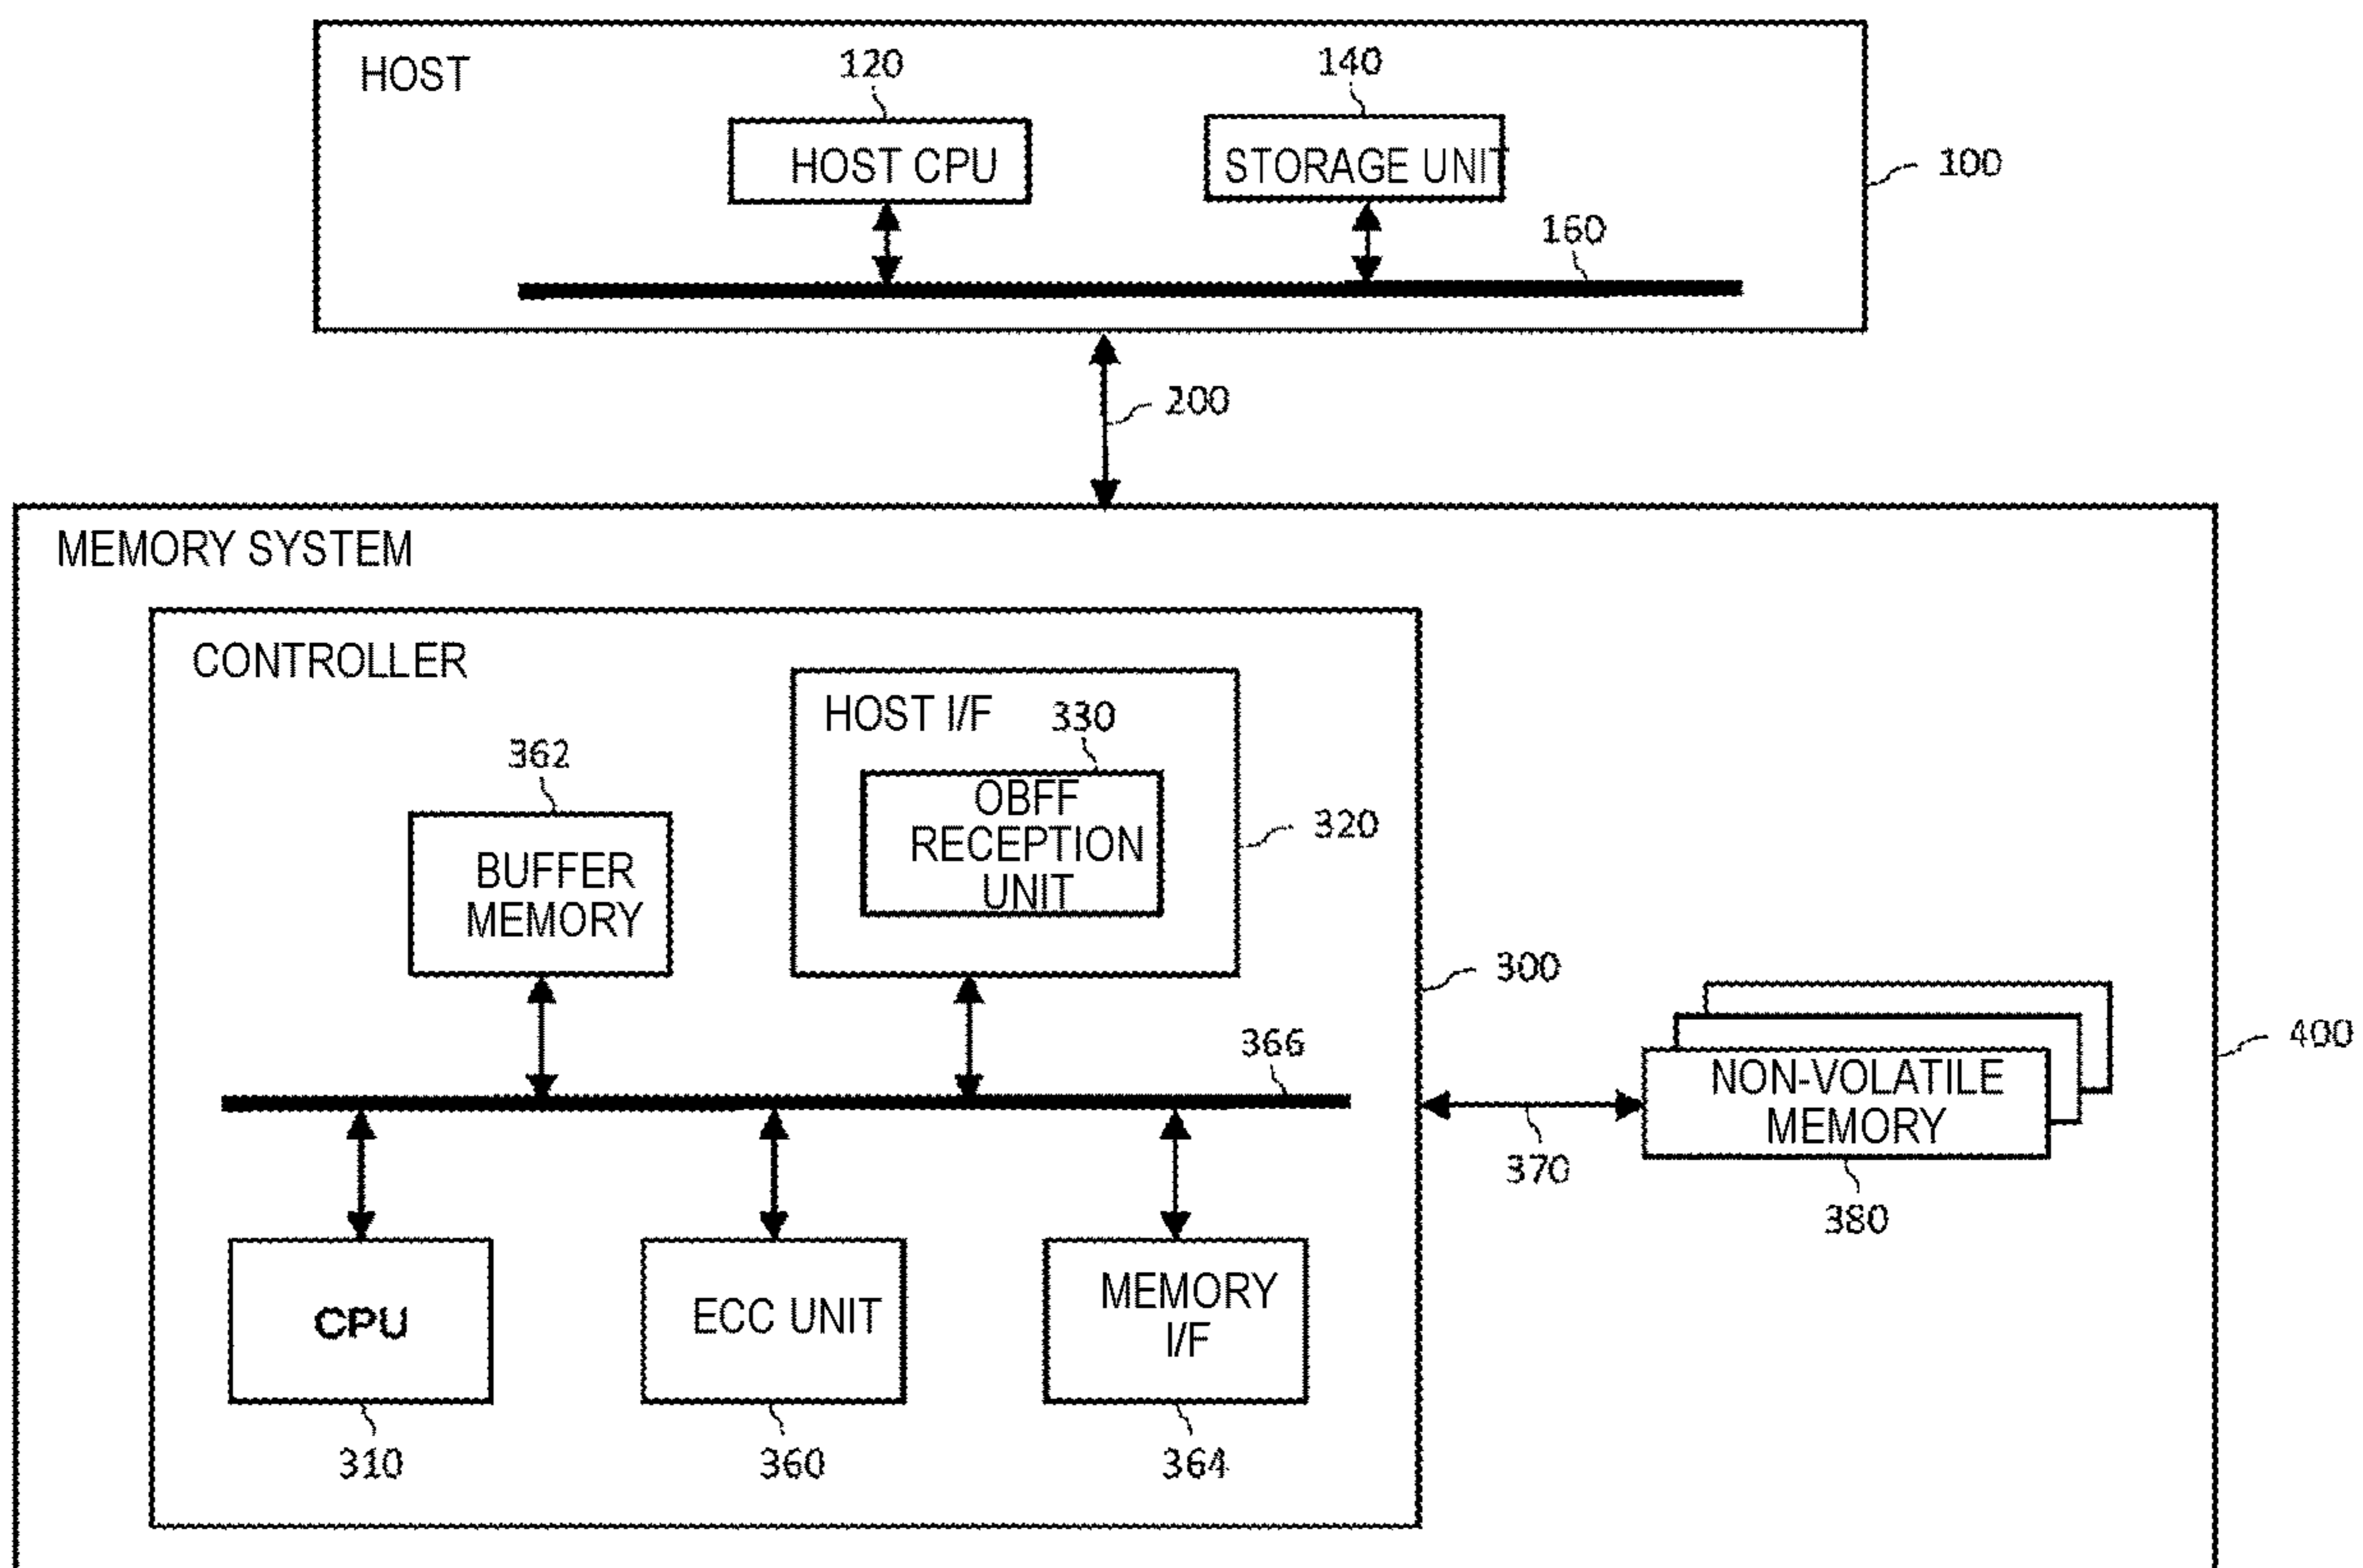 HOST
120
140
HOST CPU
STORAGE UNIT
100
160
200
MEMORY SYSTEM
CONTROLLER
HOST I/F
330
362
OBFF
RECEPTION
UNIT
320
BUFFER
MEMORY
300
366
400
NON-VOLATILE
MEMORY
370
380
CPU
ECC UNIT
MEMORY
I/F
310
360
364